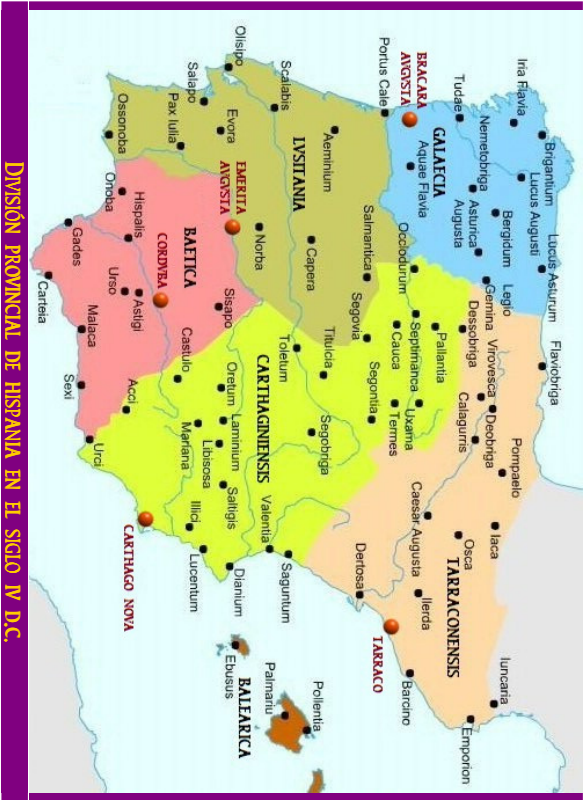 DIVISIÓN PROVINCIAL DE HISPANIA EN EL SIGLO IV D.C.
Iria Flavia
Brigantium
Lucus Augusti
Lucus Asturum
Flaviobriga
Tudae
Nemetobriga
Bergidum
Asturica
Augusta
Legio
Gemina
BRACARA
AVGVSTA
GALAECIA
Aquae Flavia
Portus Cale
Ocelodurum
Dessobriga
Virovesca
Deobriga
Calagurris
Pompaelo
Iaca
Osca
Caesar Augusta
Ilerda
TARRACONENSIS
Iuncaria
Emporion
Barcino
TARRACO
Dertosa
Pallantia
Septimanca
Cauca
Uxama
Termes
Segontia
Segovia
Salmantica
Aeminium
Scalabis
LVSITANIA
Capera
Norba
Olisipo
Salapo
Evora
Pax Iulia
Ossonoba
EMERITA
AVGVSTA
Titulcia
Toletum
Segobriga
CARTHAGINIENSIS
Oretum
Laminium
Libisosa
Mariana
Saltigis
Valentia
Saguntum
Dianium
Lucentum
Illici
CARTHAGO NOVA
Castulo
Acci
Urci
Sisapo
BAETICA
CORDVBA
Hispalis
Onoba
Astigi
Urso
Gades
Carteia
Malaca
Sexi
Ebusus
BALEARICA
Palmariu
Pollentia